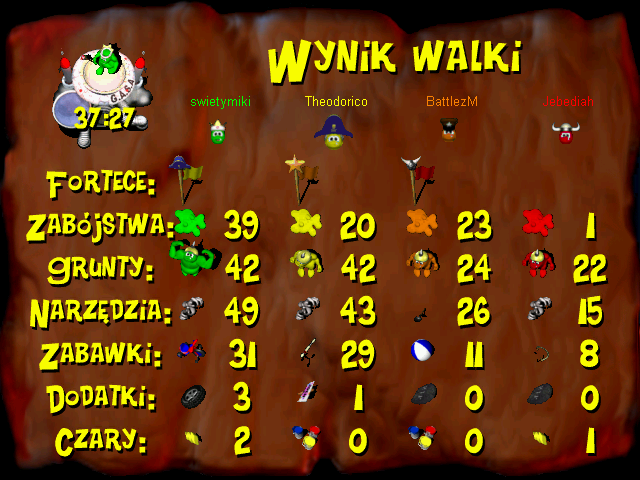 Wynik walki
G.A.G.A
37:27
swietymiki Theodorico BattlezM Jebediah
Fortece:
Zabójstwa: 39 20 23 1
Grunty: 42 42 24 22
Narzędzia: 49 43 26 15
Zabawki: 31 29 11 8
Dodatki: 3 1 0 0
Czary: 2 0 0 1